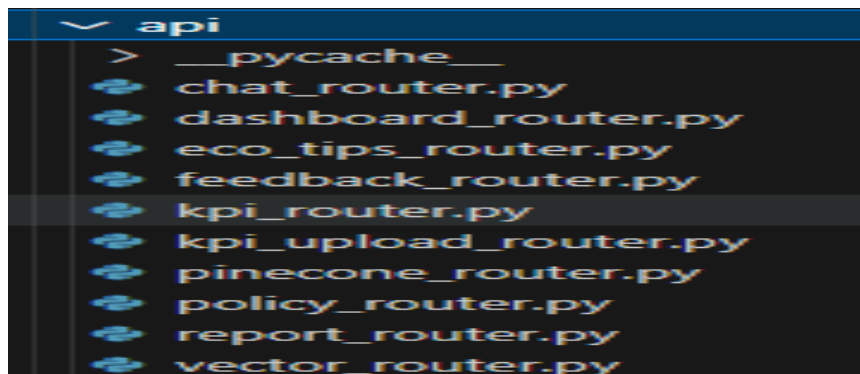 api
__pycache__
chat_router.py
dashboard_router.py
eco_tips_router.py
feedback_router.py
kpi_router.py
kpi_upload_router.py
pinecone_router.py
policy_router.py
report_router.py
vector_router.py